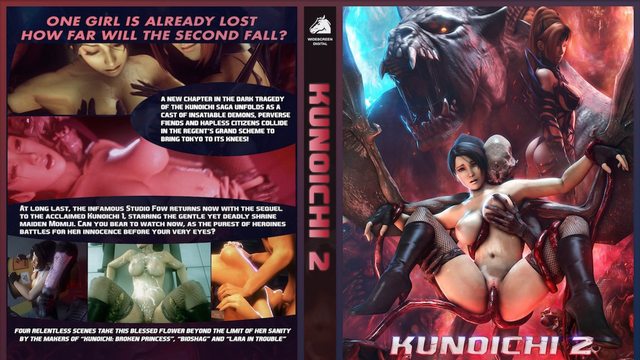 ONE GIRL IS ALREADY LOST
HOW FAR WILL THE SECOND FALL?
A NEW CHAPTER IN THE DARK TRAGEDY
OF THE KUNOICHI SAGA UNFOLDS AS A
CAST OF INSATIABLE DEMONS, PERVERSE
FIENDS AND HAPLESS CITIZENS COLLIDE
IN THE REGENT'S GRAND SCHEME TO
BRING TOKYO TO ITS KNEES!
AT LONG LAST, THE INFAMOUS STUDIO FOW RETURNS NOW WITH THE SEQUEL
TO THE ACCLAIMED KUNOICHI 1, STARRING THE GENTLE YET DEADLY SHRINE
MAIDEN MOMIJI. CAN YOU BEAR TO WATCH NOW, AS THE PUREST OF HEROINES
BATTLES FOR HER INNOCENCE BEFORE YOUR VERY EYES?
FOUR RELENTLESS SCENES TAKE THIS BLESSED FLOWER BEYOND THE LIMIT OF HER SANITY
BY THE MAKERS OF "KUNOICHI: BROKEN PRINCESS", "BIOSHAG" AND "LARA IN TROUBLE"
WIDESCREEN
DIGITAL
KUNOICHI 2
KUNOICHI 2